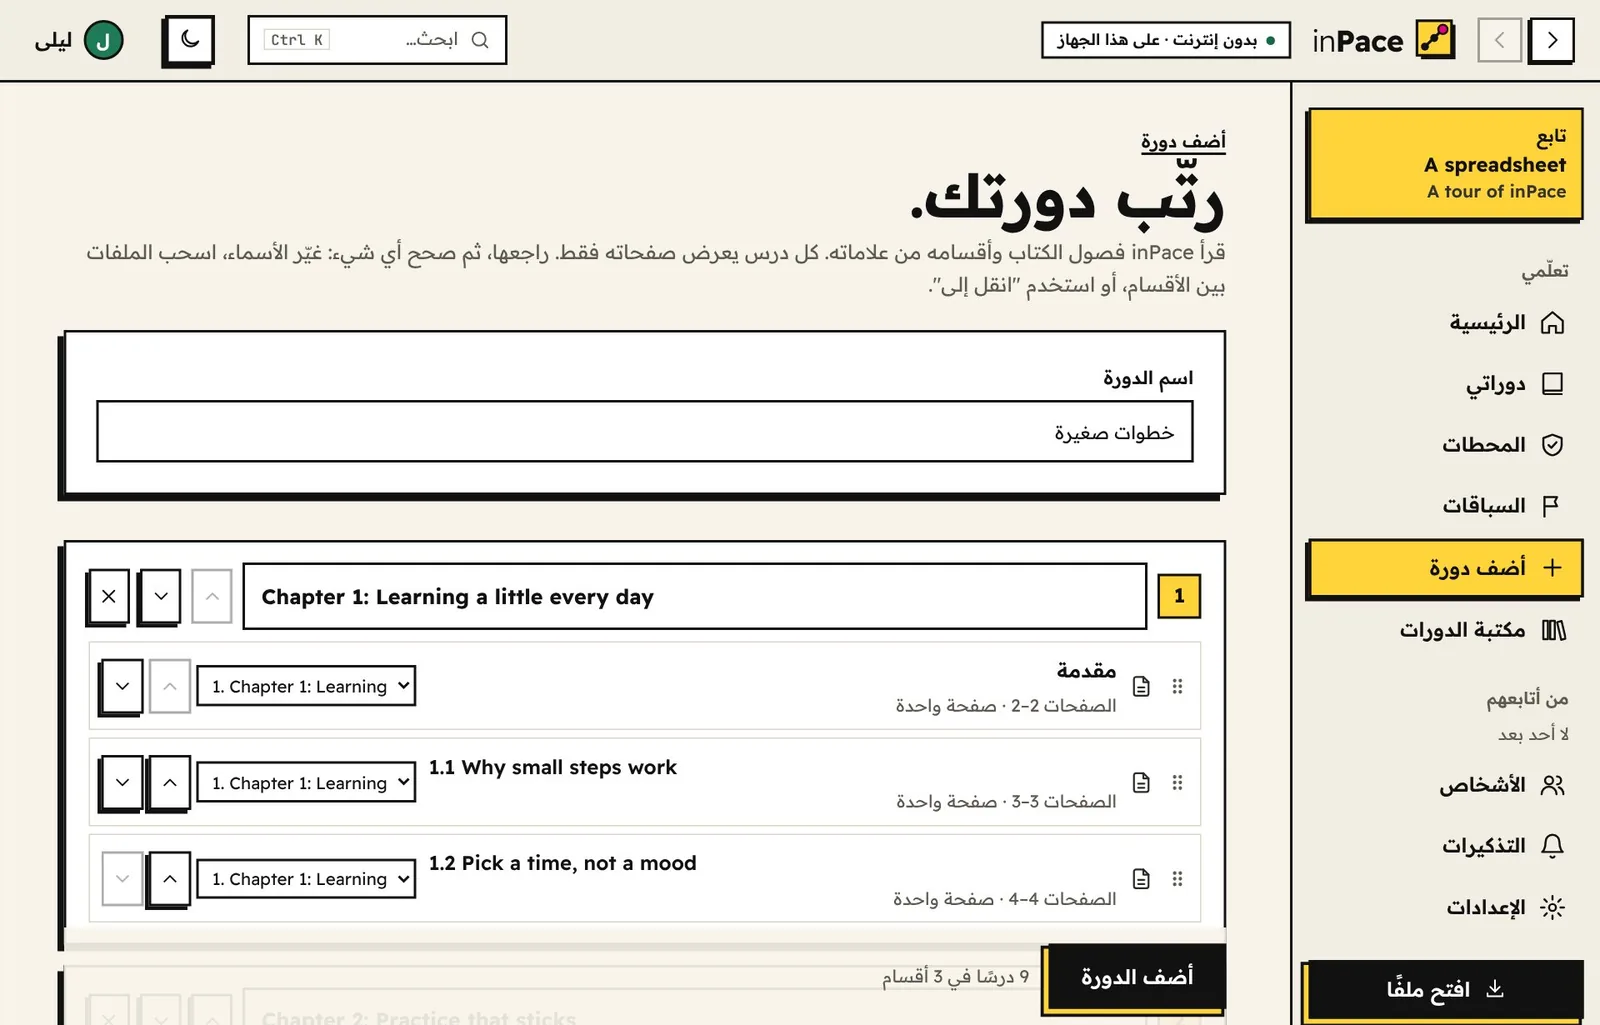 inPace
بدون إنترنت · على هذا الجهاز
ابحث...
Ctrl K
ل
ليلى
تابع
A spreadsheet
A tour of inPace
تعلّمي
الرئيسية
دوراتي
المحطات
السباقات
أضف دورة
مكتبة الدورات
من أتابعهم
لا أحد بعد
الأشخاص
التذكيرات
الإعدادات
افتح ملفًا
أضف دورة
رتّب دورتك.
قرأ inPace فصول الكتاب وأقسامه من علاماته. كل درس يعرض صفحاته فقط. راجعها، ثم صحح أي شيء: غيّر الأسماء، اسحب الملفات
بين الأقسام، أو استخدم "انقل إلى".
اسم الدورة
خطوات صغيرة
1
Chapter 1: Learning a little every day
مقدمة
الصفحات 2–2 · صفحة واحدة
1. Chapter 1: Learning
1.1 Why small steps work
الصفحات 3–3 · صفحة واحدة
1. Chapter 1: Learning
1.2 Pick a time, not a mood
الصفحات 4–4 · صفحة واحدة
1. Chapter 1: Learning
أضف الدورة
9 درسًا في 3 أقسام
2
Chapter 2: Practice that sticks